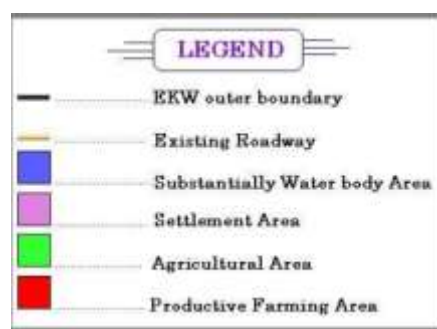 LEGEND
EKW outer boundary
Existing Roadway
Substantially Water body Area
Settlement Area
Agricultural Area
Productive Farming Area